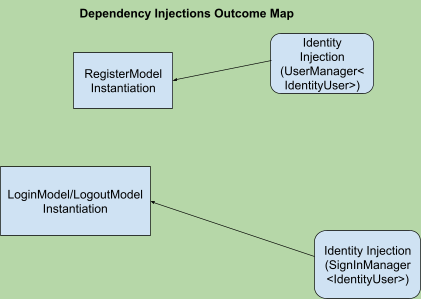 Dependency Injections Outcome Map
Identity
Injection
(UserManager<
IdentityUser>)
RegisterModel
Instantiation
LoginModel/LogoutModel
Instantiation
Identity Injection
(SignInManager
<IdentityUser>)